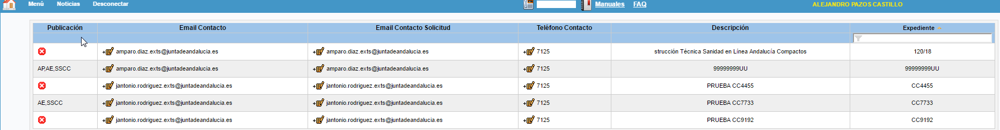 Menú Noticias Desconectar Manuales FAQ ALEJANDRO PAZOS CASTILLO
Publicación Email Contacto Email Contacto Solicitud Teléfono Contacto Descripción Expediente
amparo.diaz.exts@juntadeandalucia.es amparo.diaz.exts@juntadeandalucia.es 7125 strucción Técnica Sanidad en Línea Andalucía Compactos 120/18
AP,AE,SSCC amparo.diaz.exts@juntadeandalucia.es amparo.diaz.exts@juntadeandalucia.es 7125 99999999UU 99999999UU
jantonio.rodriguez.exts@juntadeandalucia.es jantonio.rodriguez.exts@juntadeandalucia.es 7125 PRUEBA CC4455 CC4455
AE,SSCC jantonio.rodriguez.exts@juntadeandalucia.es jantonio.rodriguez.exts@juntadeandalucia.es 7125 PRUEBA CC7733 CC7733
jantonio.rodriguez.exts@juntadeandalucia.es jantonio.rodriguez.exts@juntadeandalucia.es 7125 PRUEBA CC9192 CC9192